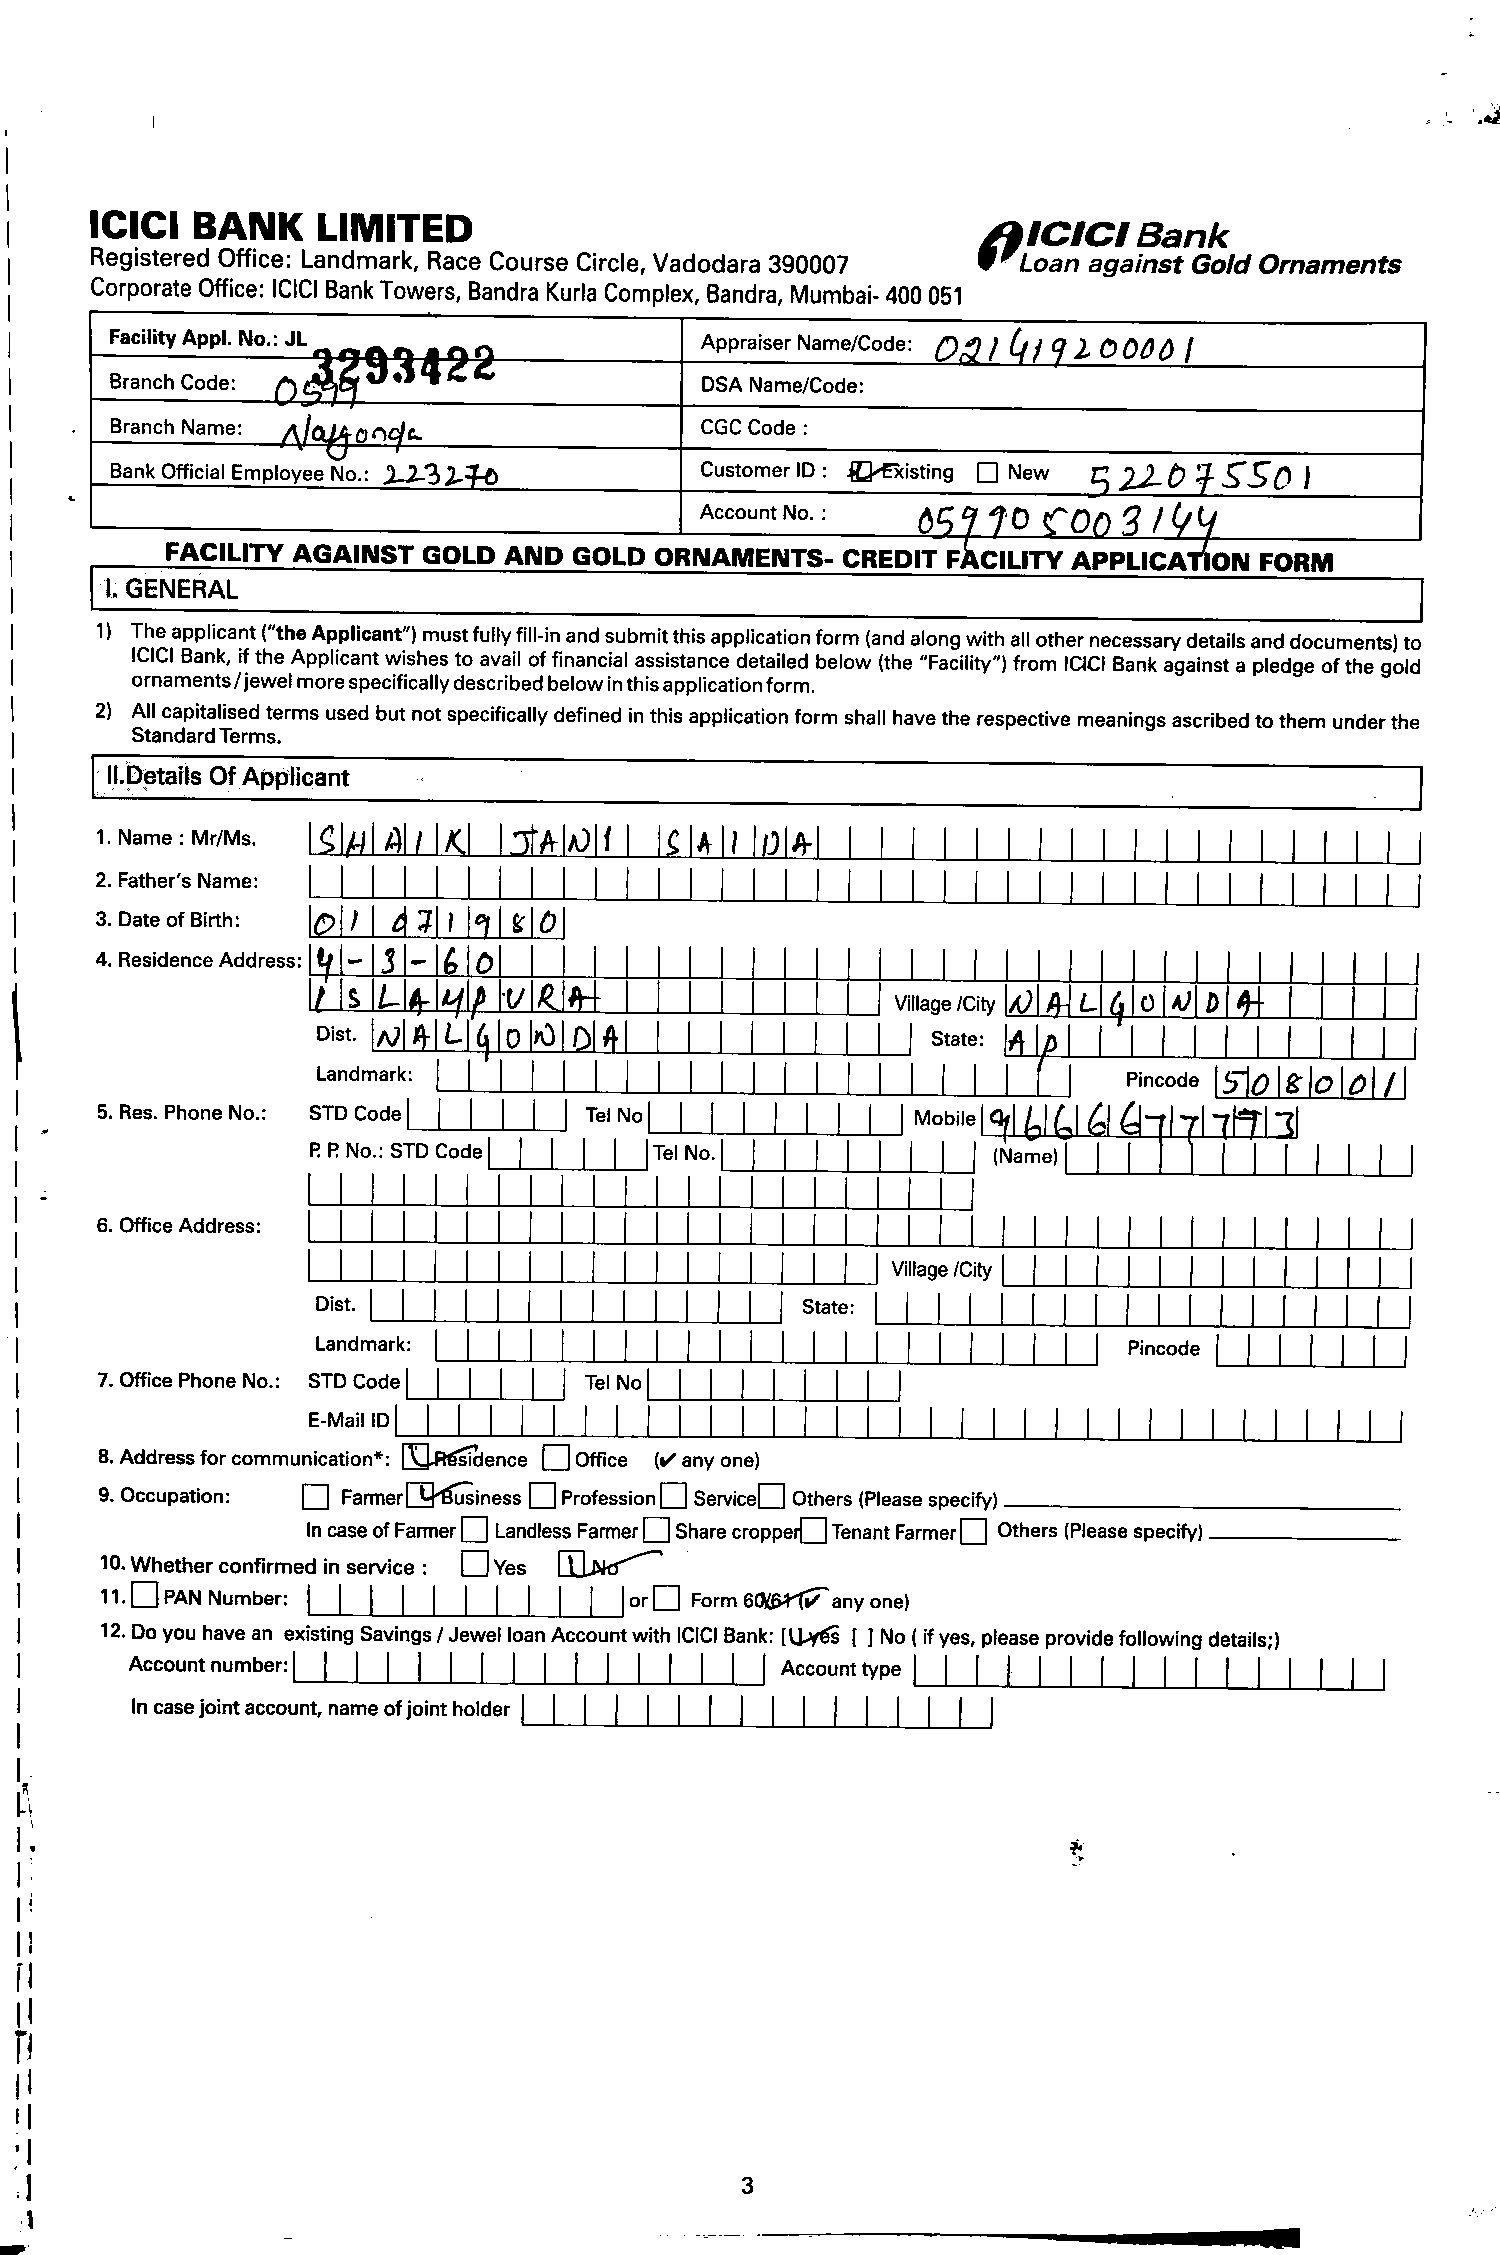 ICICI BANK LIMITED
Registered Office: Landmark, Race Course Circle, Vadodara 390007
Corporate Office: ICICI Bank Towers, Bandra Kurla Complex, Bandra, Mumbai- 400 051
ICICI Bank
Loan against Gold Ornaments
Facility Appl. No.: JL 3293422
Appraiser Name/Code: 021419200001
Branch Code: 0599
DSA Name/Code:
Branch Name: Nalgonda
CGC Code :
Bank Official Employee No.: 223270
Customer ID : Existing New 522075501
Account No. : 059905003144
FACILITY AGAINST GOLD AND GOLD ORNAMENTS- CREDIT FACILITY APPLICATION FORM
I. GENERAL
1) The applicant ("the Applicant") must fully fill-in and submit this application form (and along with all other necessary details and documents) to
ICICI Bank, if the Applicant wishes to avail of financial assistance detailed below (the "Facility") from ICICI Bank against a pledge of the gold
ornaments/jewel more specifically described below in this application form.
2) All capitalised terms used but not specifically defined in this application form shall have the respective meanings ascribed to them under the
Standard Terms.
II.Details Of Applicant
1. Name : Mr/Ms. SHAIK JANI SAIDA
2. Father's Name:
3. Date of Birth: 01071980
4. Residence Address: 4-3-60
ISLAMPURA Village /City NALGONDA
Dist. NALGONDA State: AP
Landmark: Pincode 508001
5. Res. Phone No.: STD Code Tel No Mobile 9666677773
P. P. No.: STD Code Tel No. (Name)
6. Office Address:
Village /City
Dist. State:
Landmark: Pincode
7. Office Phone No.: STD Code Tel No
E-Mail ID
8. Address for communication*: Residence Office (✔ any one)
9. Occupation: Farmer Business Profession Service Others (Please specify)
In case of Farmer Landless Farmer Share cropper Tenant Farmer Others (Please specify)
10. Whether confirmed in service : Yes No
11. PAN Number: or Form 60/61 (✔ any one)
12. Do you have an existing Savings / Jewel loan Account with ICICI Bank: [ ] Yes [ ] No ( if yes, please provide following details;)
Account number: Account type
In case joint account, name of joint holder
3